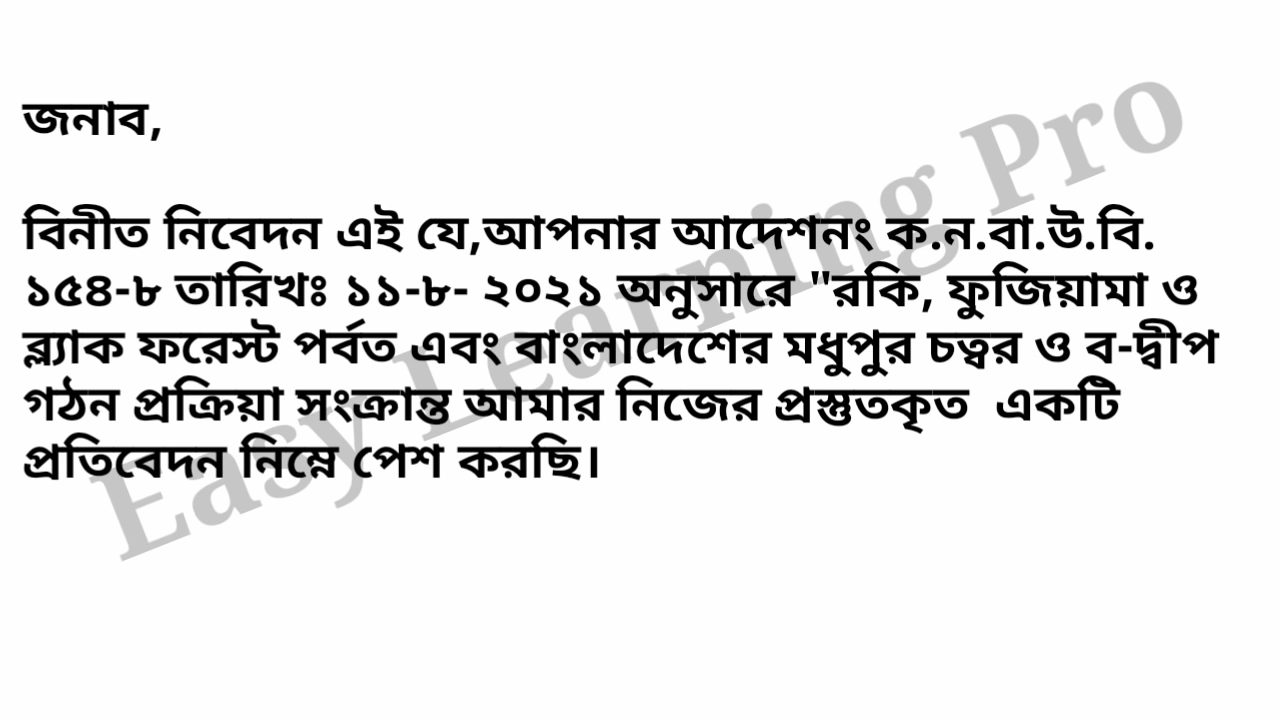 জনাব,
বিনীত নিবেদন এই যে,আপনার আদেশনং ক.ন.বা.উ.বি.
১৫৪-৮ তারিখঃ ১১-৮- ২০২১ অনুসারে "রকি, ফুজিয়ামা ও
ব্ল্যাক ফরেস্ট পর্বত এবং বাংলাদেশের মধুপুর চত্বর ও ব-দ্বীপ
গঠন প্রক্রিয়া সংক্রান্ত আমার নিজের প্রস্তুতকৃত  একটি
প্রতিবেদন নিম্নে পেশ করছি।
Easy Learning Pro